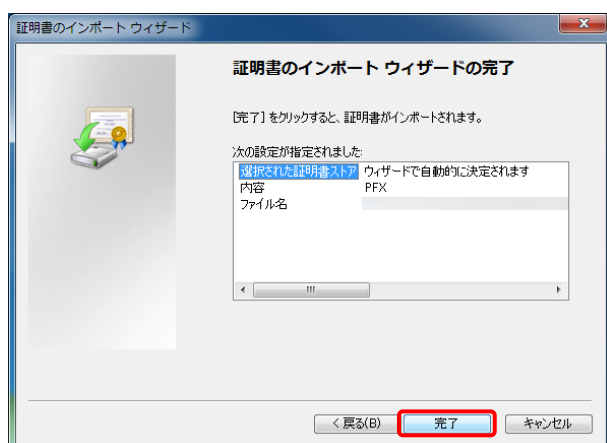 証明書のインポート ウィザード
証明書のインポート ウィザードの完了
[完了] をクリックすると、証明書がインポートされます。
次の設定が指定されました:
選択された証明書ストア ウィザードで自動的に決定されます
内容 PFX
ファイル名
< 戻る(B) 完了 キャンセル